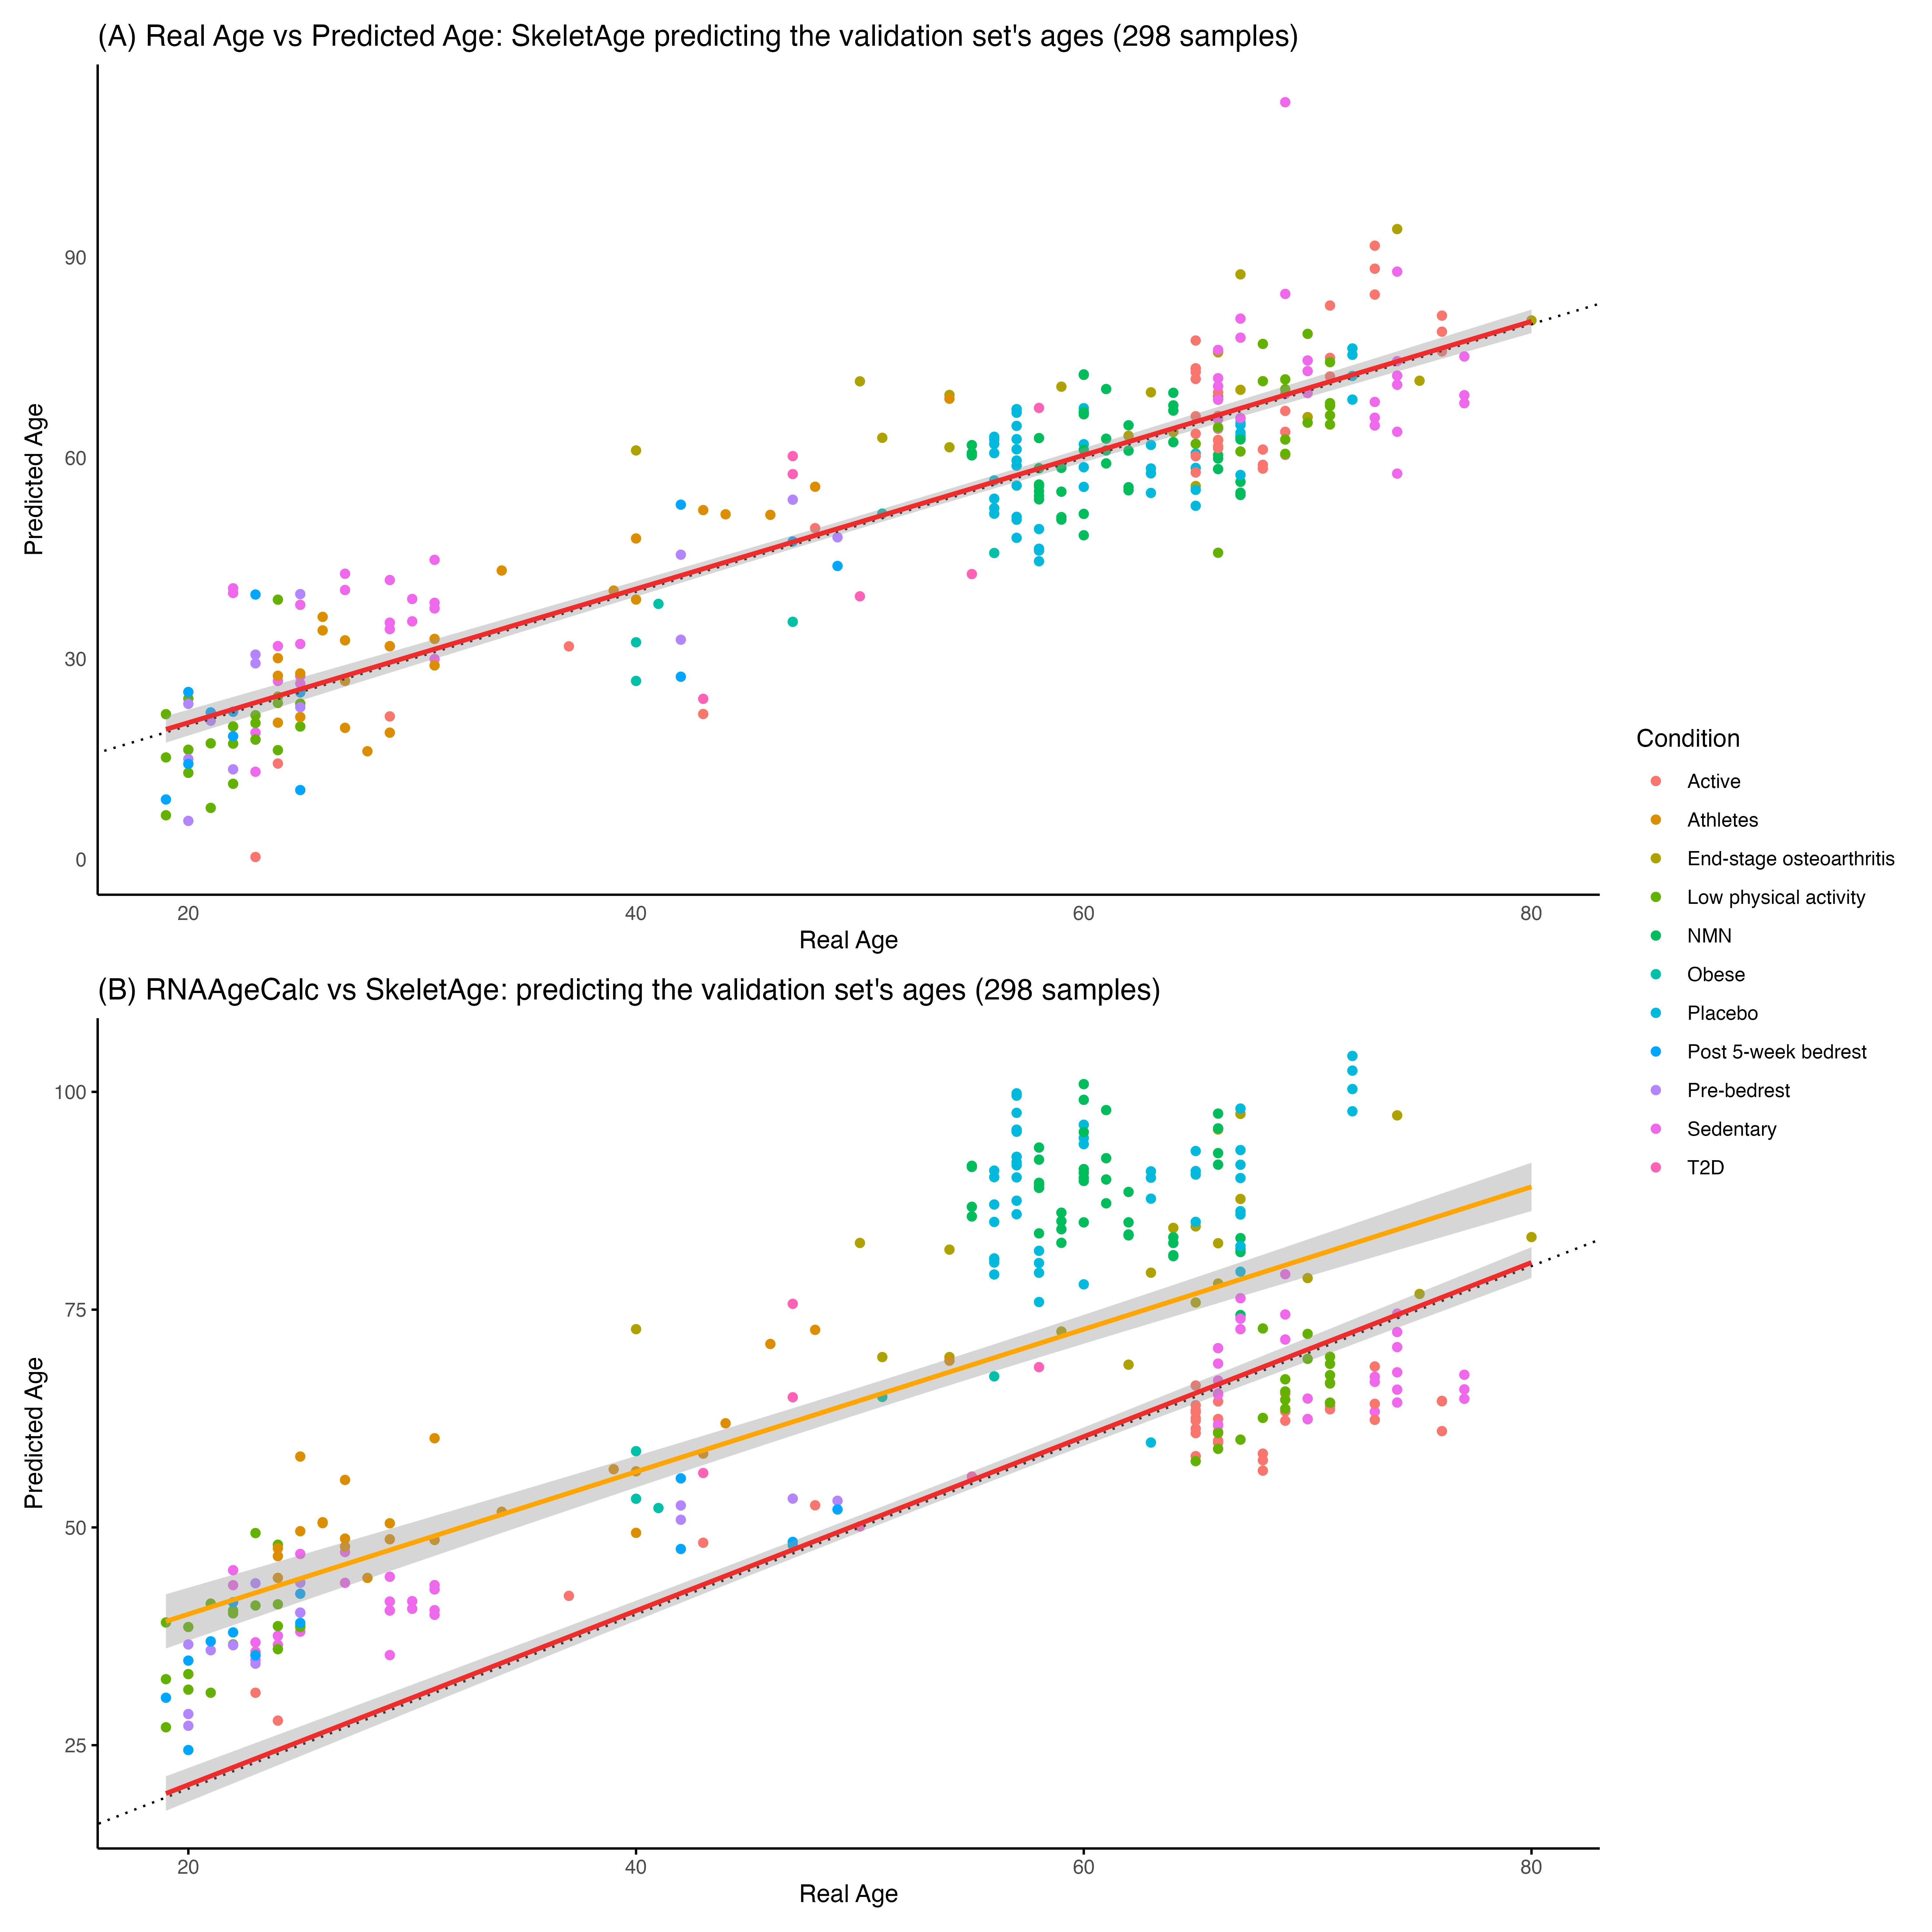 (A) Real Age vs Predicted Age: SkeletAge predicting the validation set's ages (298 samples)
Predicted Age
90
60
30
0
20
40
60
80
Real Age
(B) RNAAgeCalc vs SkeletAge: predicting the validation set's ages (298 samples)
Predicted Age
100
75
50
25
20
40
60
80
Real Age
Condition
Active
Athletes
End-stage osteoarthritis
Low physical activity
NMN
Obese
Placebo
Post 5-week bedrest
Pre-bedrest
Sedentary
T2D